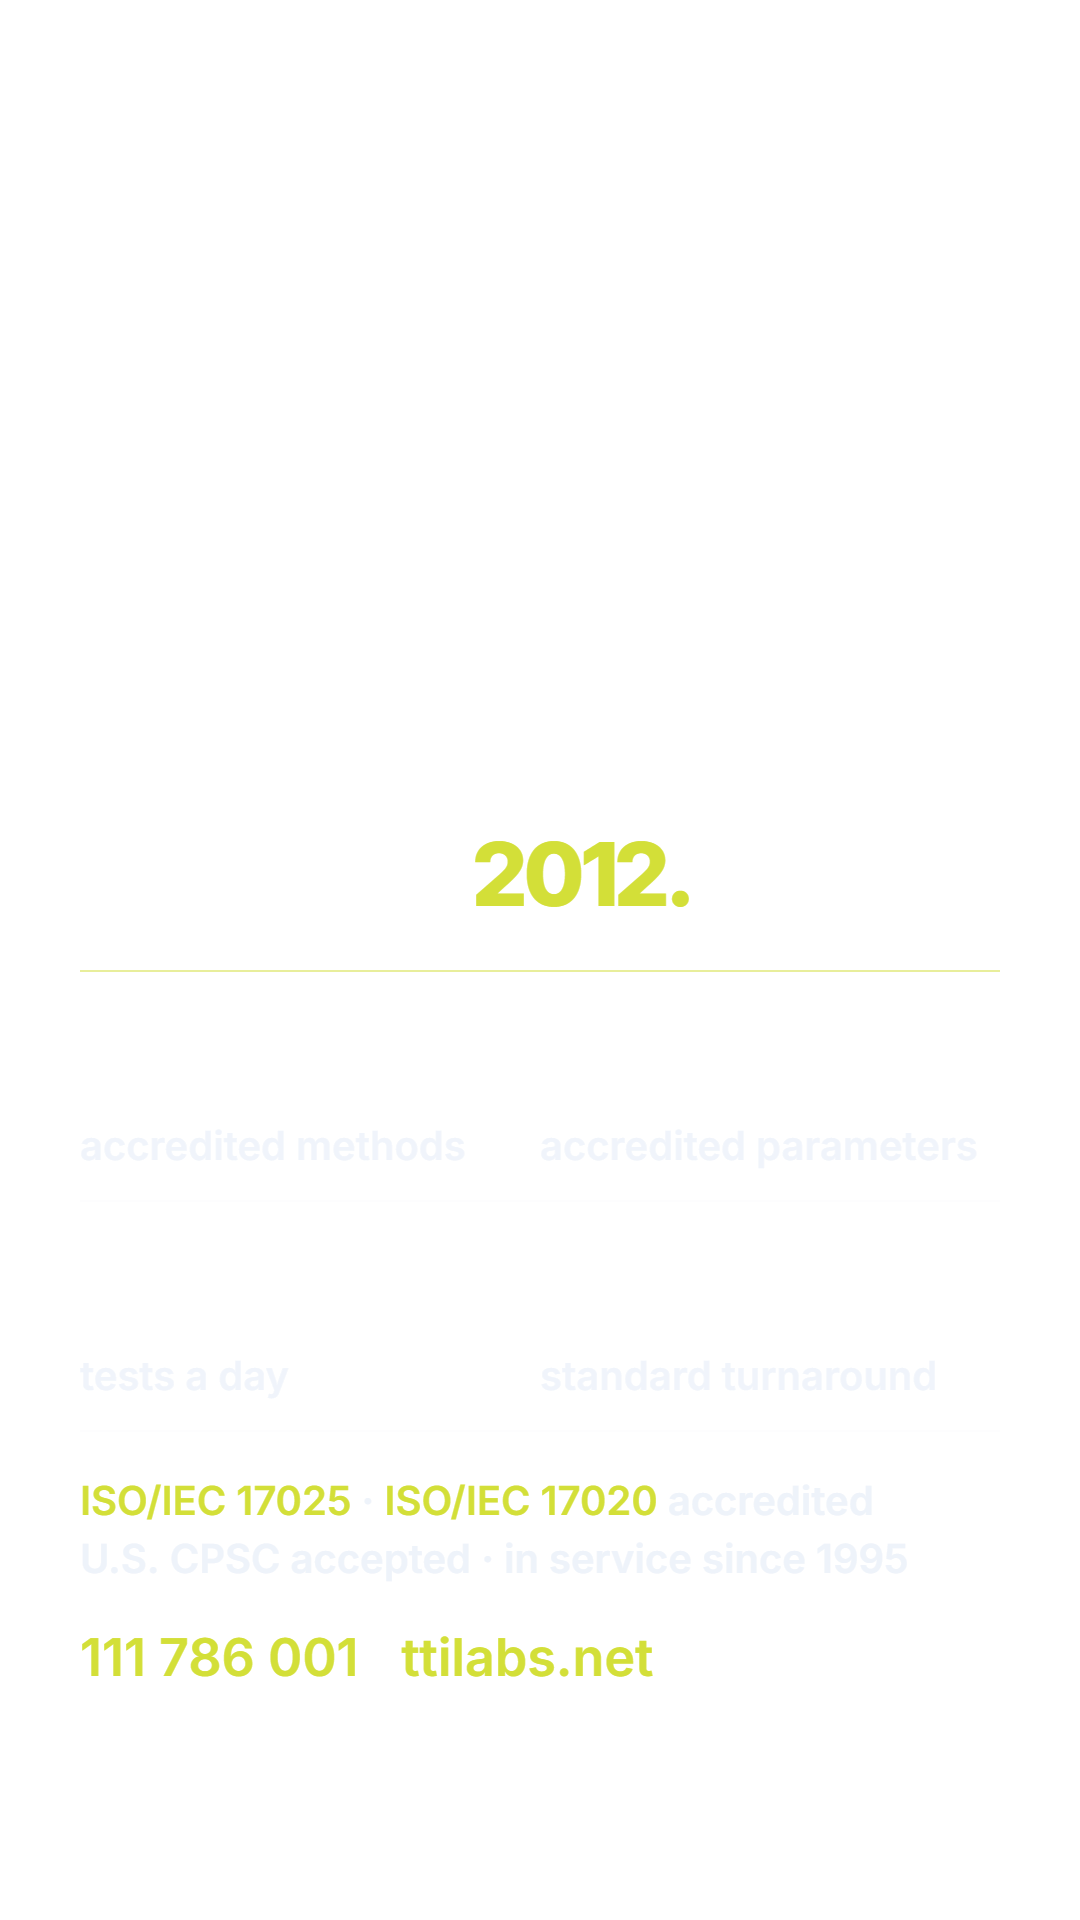 2012.
accredited methods accredited parameters
tests a day standard turnaround
ISO/IEC 17025 · ISO/IEC 17020 accredited
U.S. CPSC accepted · in service since 1995
111 786 001 ttilabs.net